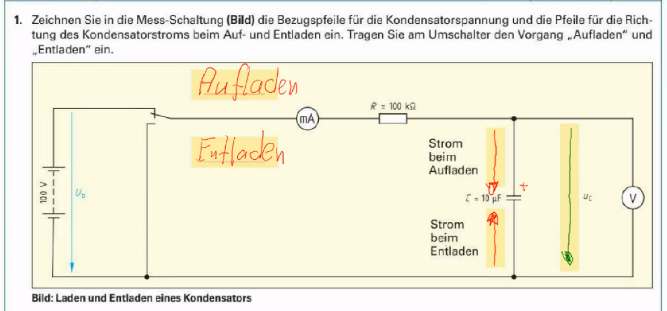 1. Zeichnen Sie in die Mess-Schaltung (Bild) die Bezugspfeile für die Kondensatorspannung und die Pfeile für die Rich-
tung des Kondensatorstroms beim Auf- und Entladen ein. Tragen Sie am Umschalter den Vorgang „Aufladen" und
„Entladen" ein.
Aufladen
R = 100 kΩ
mA
Entladen
Strom
beim
Aufladen
100 V
U₀
+
C = 10 µF
u_C
V
Strom
beim
Entladen
Bild: Laden und Entladen eines Kondensators